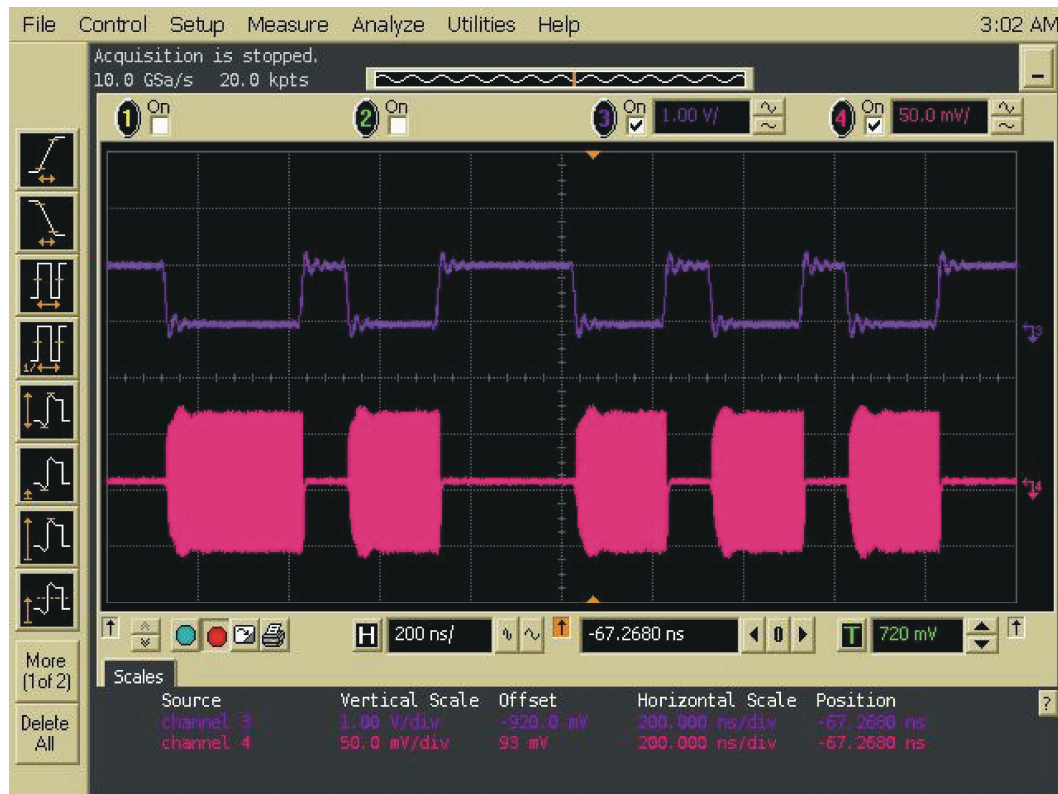 File Control Setup Measure Analyze Utilities Help 3:02 AM
Acquisition is stopped.
10.0 GSa/s 20.0 kpts
1 On 2 On 3 On 1.00 V/ 4 On 50.0 mV/
3
4
1/
H 200 ns/ -67.2680 ns 0 T 720 mV
More
(1of 2)
Delete
All
Scales
Source Vertical Scale Offset Horizontal Scale Position
channel 3 1.00 V/div -920.0 mV 200.000 ns/div -67.2680 ns
channel 4 50.0 mV/div 93 mV 200.000 ns/div -67.2680 ns
?